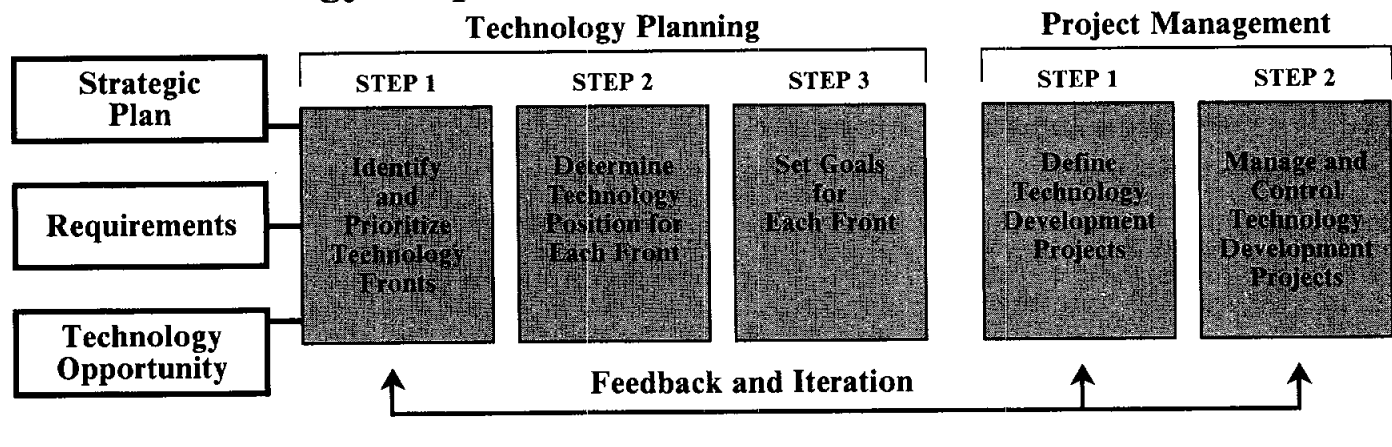 Technology Planning
Project Management
Strategic
Plan
Requirements
Technology
Opportunity
STEP 1
Identify
and
Prioritize
Technology
Fronts
STEP 2
Determine
Technology
Position for
Each Front
STEP 3
Set Goals
for
Each Front
STEP 1
Define
Technology
Development
Projects
STEP 2
Manage and
Control
Technology
Development
Projects
Feedback and Iteration